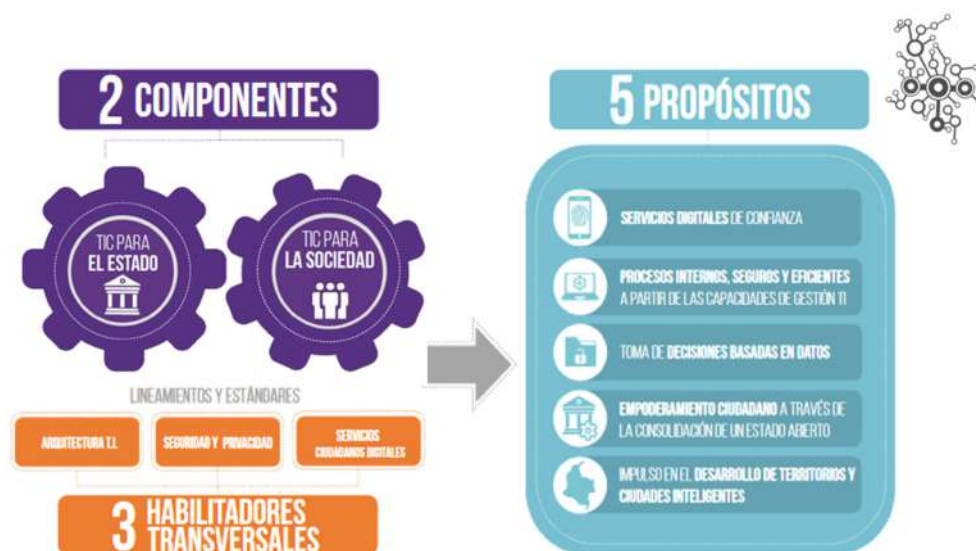 2 COMPONENTES
TIC PARA
EL ESTADO
TIC PARA
LA SOCIEDAD
LINEAMIENTOS Y ESTÁNDARES
ARQUITECTURA T.I.
SEGURIDAD Y PRIVACIDAD
SERVICIOS
CIUDADANOS DIGITALES
3 HABILITADORES
TRANSVERSALES
5 PROPÓSITOS
SERVICIOS DIGITALES DE CONFIANZA
PROCESOS INTERNOS, SEGUROS Y EFICIENTES
A PARTIR DE LAS CAPACIDADES DE GESTIÓN TI
TOMA DE DECISIONES BASADAS EN DATOS
EMPODERAMIENTO CIUDADANO A TRAVÉS DE
LA CONSOLIDACIÓN DE UN ESTADO ABIERTO
IMPULSO EN EL DESARROLLO DE TERRITORIOS Y
CIUDADES INTELIGENTES